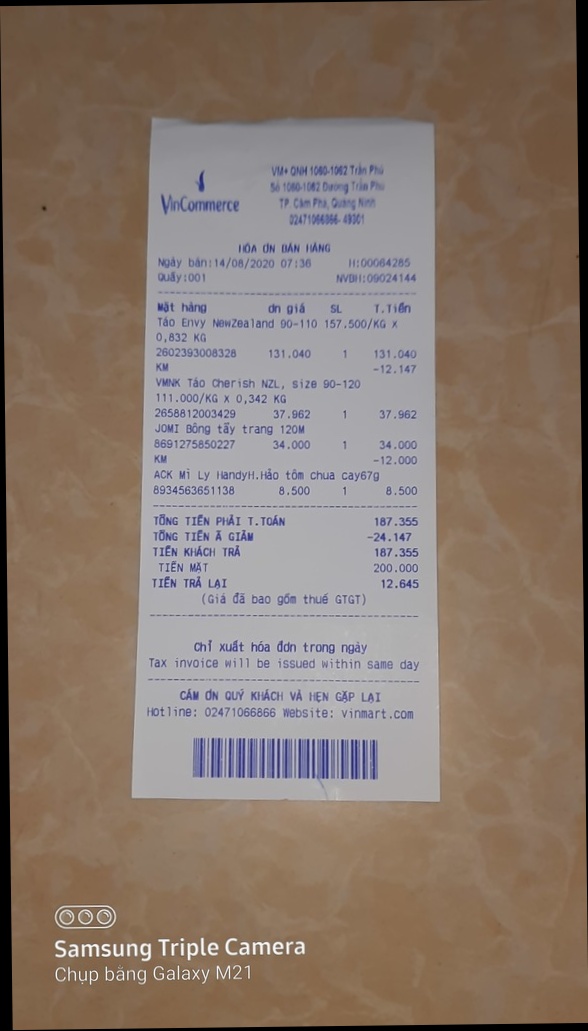 VinCommerce
VM+ QNH 1060-1062 Trần Phú
Số 1060-1062 Đường Trần Phú
TP. Cẩm Phả, Quảng Ninh
02471066866- 49301
HÓA ĐN BÁN HÀNG
Ngày bán:14/08/2020 07:36 H:00064285
Quầy:001 NVBH:09024144
Mặt hàng đn giá SL T.Tiền
Táo Envy NewZealand 90-110 157.500/KG X
0,832 KG
2602393008328 131.040 1 131.040
KM -12.147
VMNK Táo Cherish NZL, size 90-120
111.000/KG X 0,342 KG
2658812003429 37.962 1 37.962
JOMI Bông tẩy trang 120M
8691275850227 34.000 1 34.000
KM -12.000
ACK Mì Ly HandyH.Hảo tôm chua cay67g
8934563651138 8.500 1 8.500
TỔNG TIỀN PHẢI T.TOÁN 187.355
TỔNG TIỀN Ã GIẢM -24.147
TIỀN KHÁCH TRẢ 187.355
TIỀN MẶT 200.000
TIỀN TRẢ LẠI 12.645
(Giá đã bao gồm thuế GTGT)
Chỉ xuất hóa đơn trong ngày
Tax invoice will be issued within same day
CẢM ƠN QUÝ KHÁCH VÀ HẸN GẶP LẠI
Hotline: 02471066866 Website: vinmart.com
Samsung Triple Camera
Chụp bằng Galaxy M21